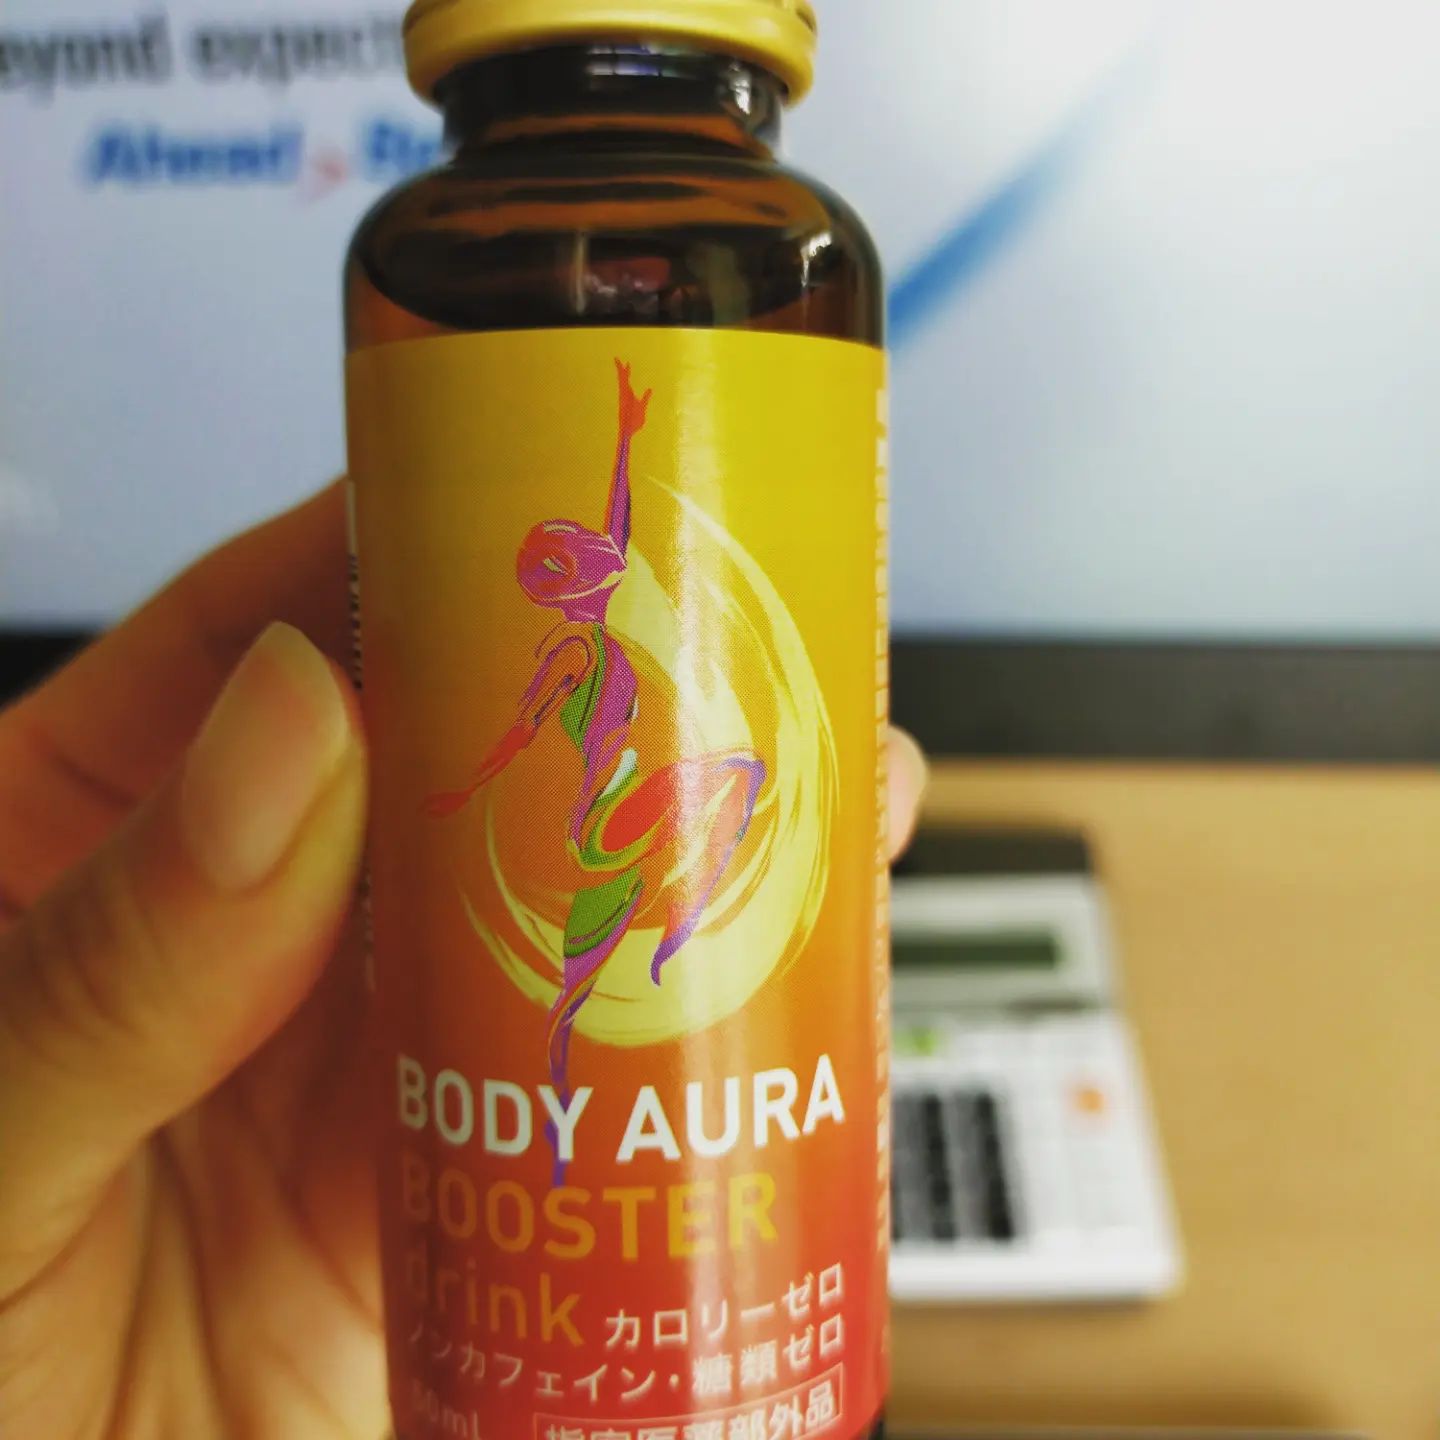 Ahead
BODY AURA
BOOSTER
drink カロリーゼロ
ノンカフェイン・糖類ゼロ
指定医薬部外品